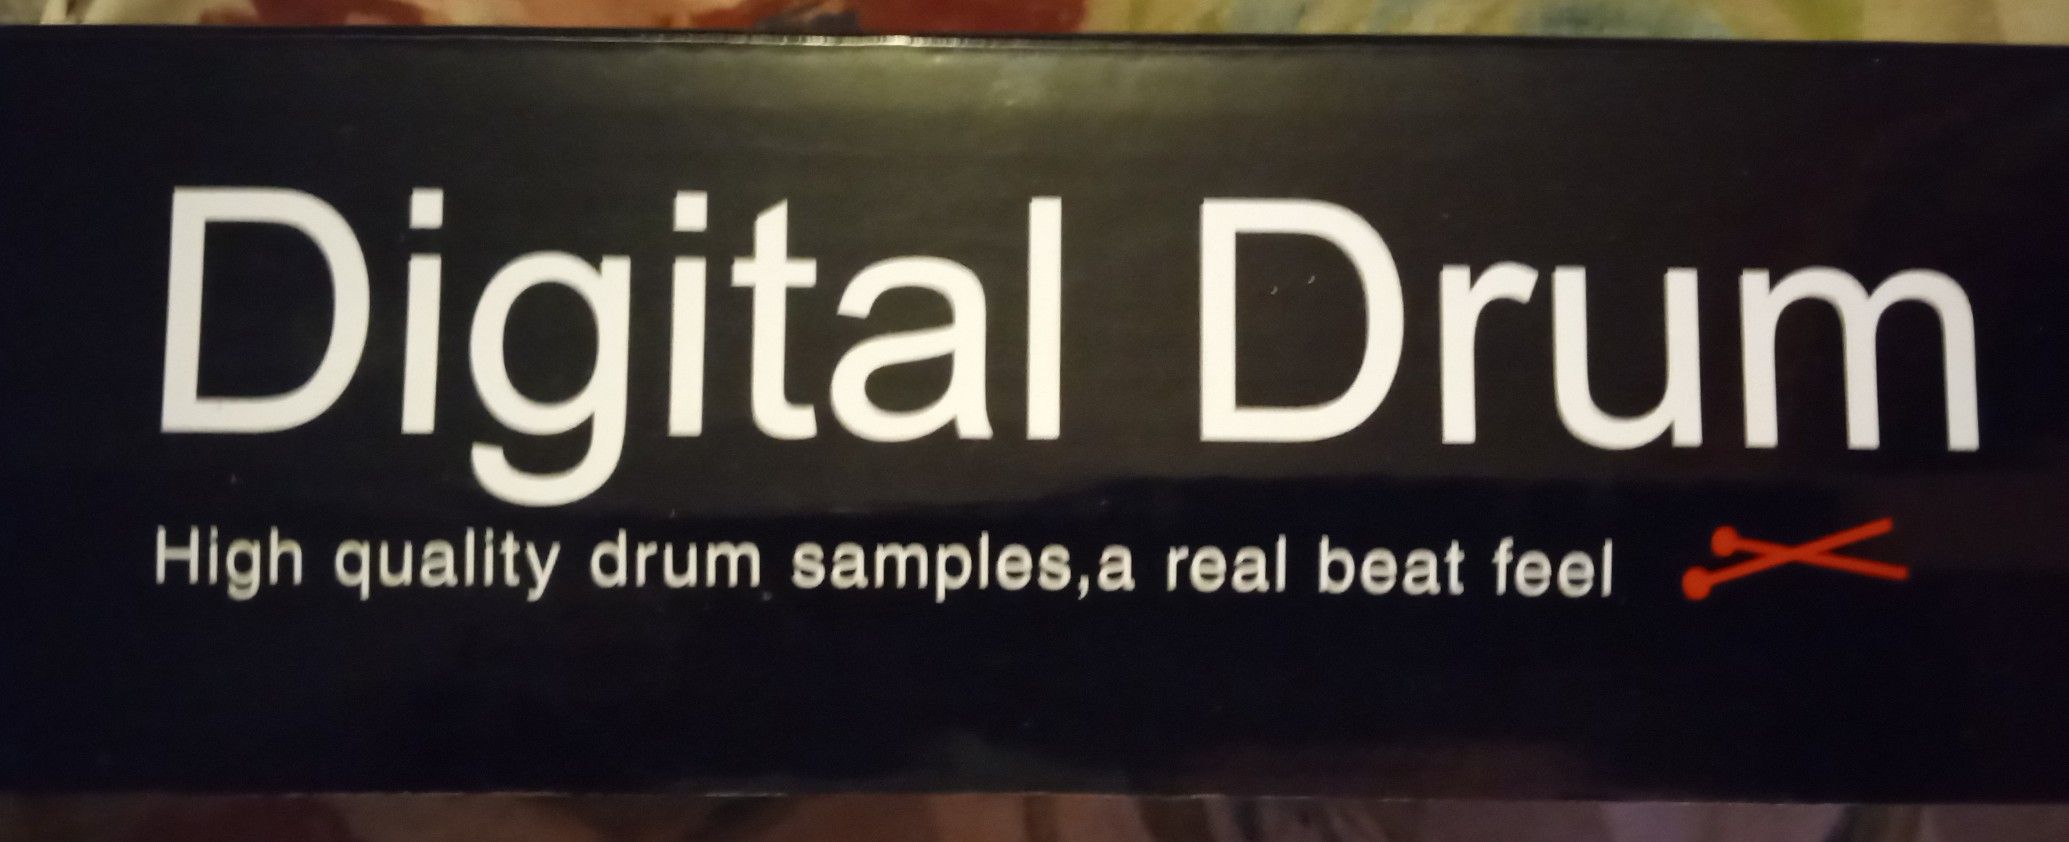 Digital Drum
High quality drum samples,a real beat feel